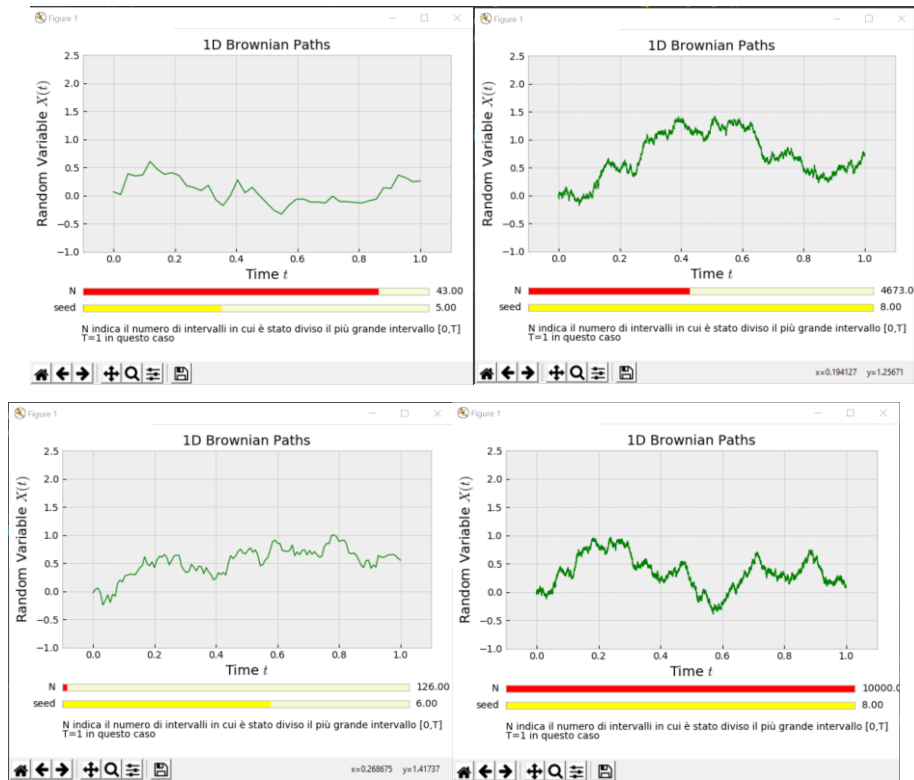 Figure 1
1D Brownian Paths
Random Variable X(t)
2.5
2.0
1.5
1.0
0.5
0.0
−0.5
−1.0
0.0 0.2 0.4 0.6 0.8 1.0
Time t
N 43.00
seed 5.00
N indica il numero di intervalli in cui è stato diviso il più grande intervallo [0,T]
T=1 in questo caso
Figure 1
1D Brownian Paths
Random Variable X(t)
2.5
2.0
1.5
1.0
0.5
0.0
−0.5
−1.0
0.0 0.2 0.4 0.6 0.8 1.0
Time t
N 4673.0
seed 8.00
N indica il numero di intervalli in cui è stato diviso il più grande intervallo [0,T]
T=1 in questo caso
x=0.194127 y=1.25671
Figure 1
1D Brownian Paths
Random Variable X(t)
2.5
2.0
1.5
1.0
0.5
0.0
−0.5
−1.0
0.0 0.2 0.4 0.6 0.8 1.0
Time t
N 126.00
seed 6.00
N indica il numero di intervalli in cui è stato diviso il più grande intervallo [0,T]
T=1 in questo caso
x=0.268675 y=1.41737
Figure 1
1D Brownian Paths
Random Variable X(t)
2.5
2.0
1.5
1.0
0.5
0.0
−0.5
−1.0
0.0 0.2 0.4 0.6 0.8 1.0
Time t
N 10000.0
seed 8.00
N indica il numero di intervalli in cui è stato diviso il più grande intervallo [0,T]
T=1 in questo caso